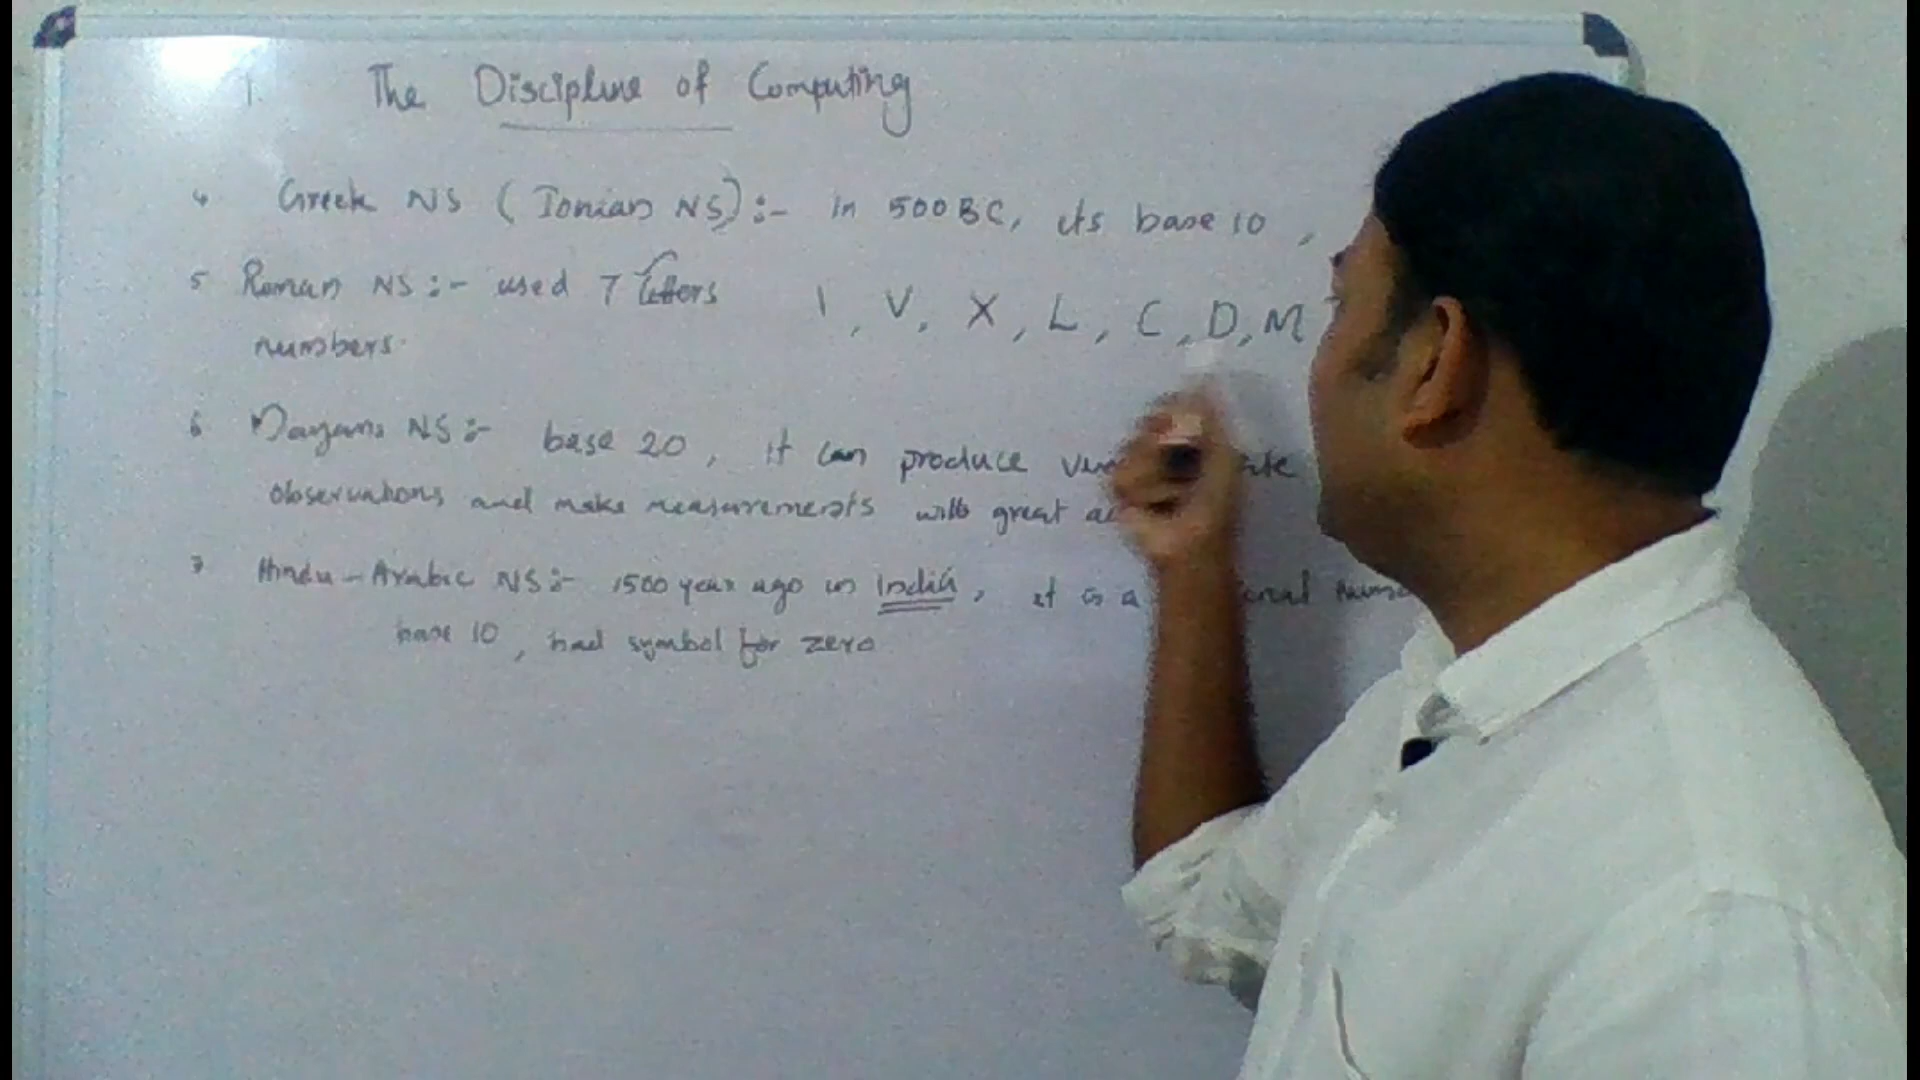 1. The Discipline of Computing
4 Greek NS (Ionian NS) :- in 500 BC, its base 10,
5 Roman NS :- used 7 letters I, V, X, L, C, D, M
numbers.
6 Mayans NS :- base 20, it can produce
observations and make measurements with great
7 Hindu-Arabic NS :- 1500 year ago in India, it is a
base 10, had symbol for zero